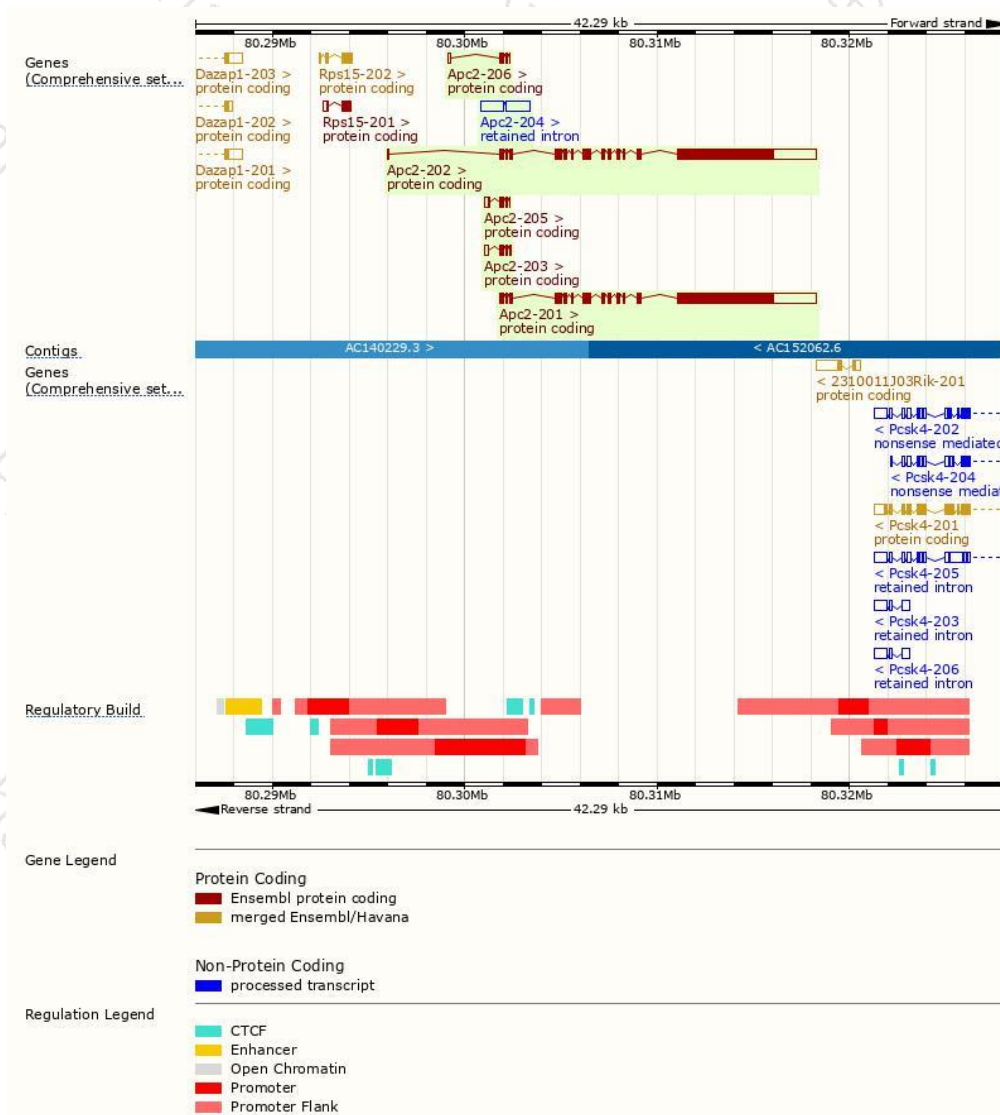 42.29 kb Forward strand
80.29Mb 80.30Mb 80.31Mb 80.32Mb
Genes
(Comprehensive set...
Dazap1-203 > Rps15-202 > Apc2-206 >
protein coding protein coding protein coding
Dazap1-202 > Rps15-201 > Apc2-204 >
protein coding protein coding retained intron
Dazap1-201 > Apc2-202 >
protein coding protein coding
Apc2-205 >
protein coding
Apc2-203 >
protein coding
Apc2-201 >
protein coding
Contigs AC140229.3 > < AC152062.6
Genes
(Comprehensive set...
< 2310011J03Rik-201
protein coding
< Pcsk4-202
nonsense mediated
< Pcsk4-204
nonsense media
< Pcsk4-201
protein coding
< Pcsk4-205
retained intron
< Pcsk4-203
retained intron
< Pcsk4-206
retained intron
Regulatory Build
80.29Mb 80.30Mb 80.31Mb 80.32Mb
Reverse strand 42.29 kb
Gene Legend
Protein Coding
Ensembl protein coding
merged Ensembl/Havana
Non-Protein Coding
processed transcript
Regulation Legend
CTCF
Enhancer
Open Chromatin
Promoter
Promoter Flank